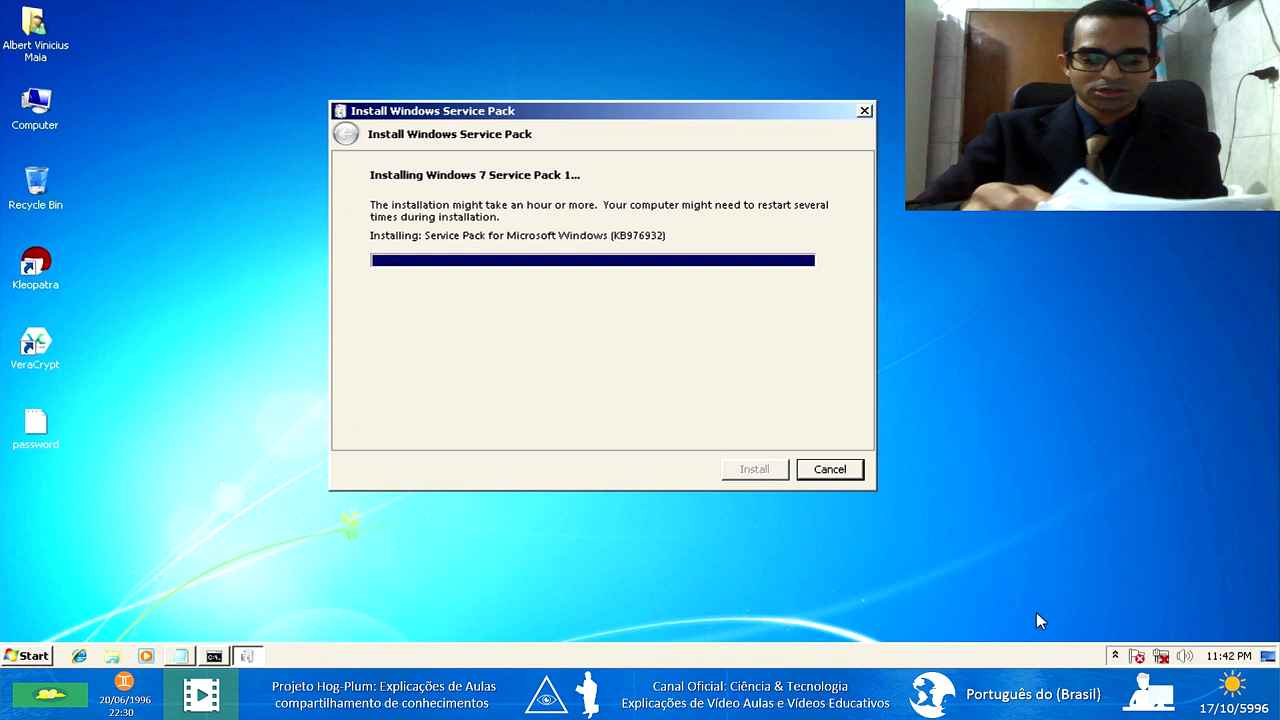 Albert Vinicius
Maia
Computer
Recycle Bin
Kleopatra
VeraCrypt
password
Install Windows Service Pack
Install Windows Service Pack
Installing Windows 7 Service Pack 1...
The installation might take an hour or more. Your computer might need to restart several
times during installation.
Installing: Service Pack for Microsoft Windows (KB976932)
Install
Cancel
Start
C:\
11:42 PM
20/06/1996
22:30
Projeto Hog-Plum: Explicações de Aulas
compartilhamento de conhecimentos
Canal Oficial: Ciência & Tecnologia
Explicações de Vídeo Aulas e Vídeos Educativos
Português do (Brasil)
17/10/5996